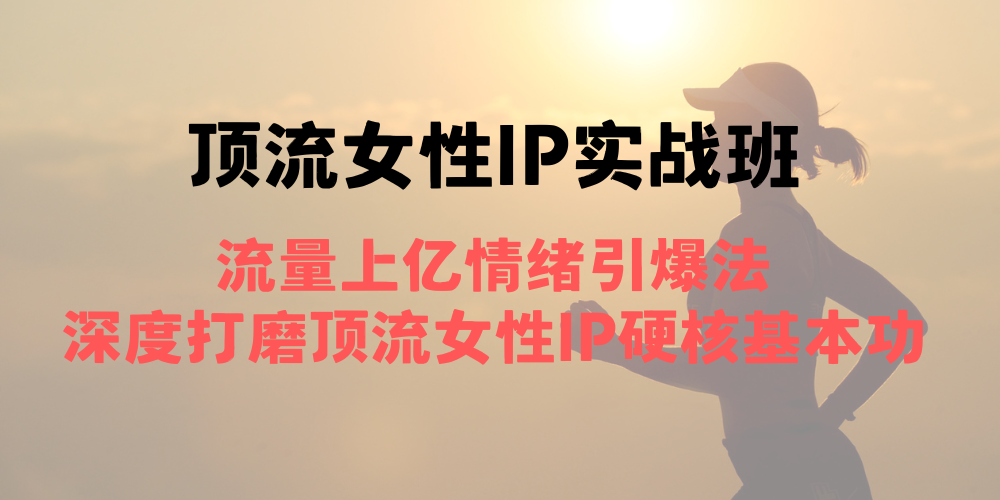 顶流女性IP实战班
流量上亿情绪引爆法
深度打磨顶流女性IP硬核基本功